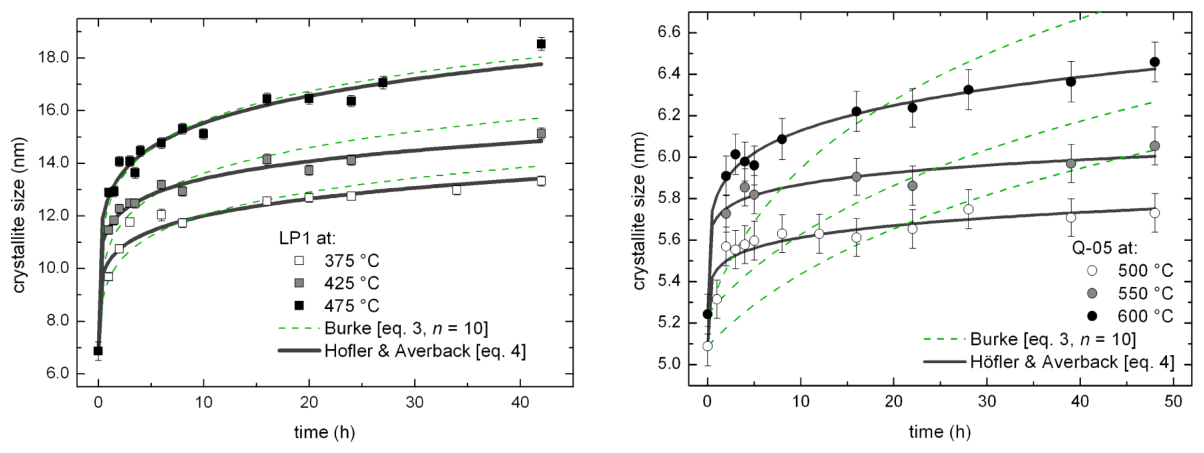 18.0
16.0
14.0
12.0
10.0
8.0
6.0
crystallite size (nm)
LP1 at:
375 °C
425 °C
475 °C
Burke [eq. 3, n = 10]
Hofler & Averback [eq. 4]
0 10 20 30 40
time (h)
6.6
6.4
6.2
6.0
5.8
5.6
5.4
5.2
5.0
crystallite size (nm)
Q-05 at:
500 °C
550 °C
600 °C
Burke [eq. 3, n = 10]
Höfler & Averback [eq. 4]
0 10 20 30 40 50
time (h)